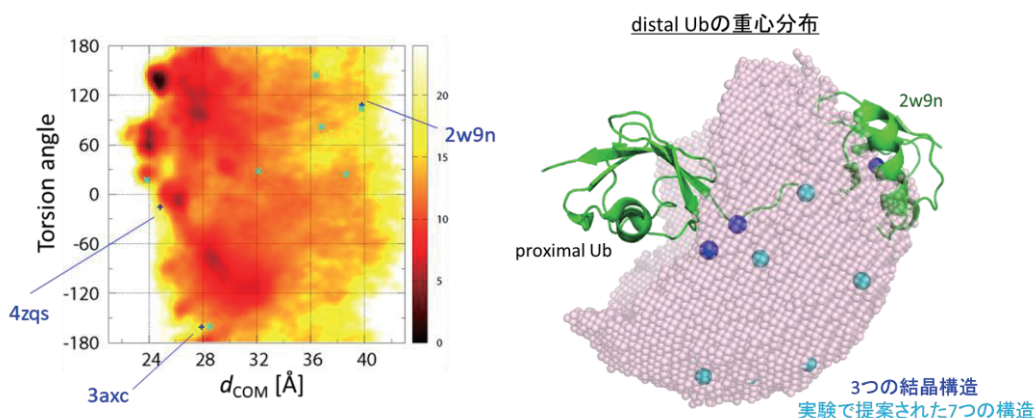 distal Ubの重心分布
180
120
60
0
-60
-120
-180
Torsion angle
24 28 32 36 40
dCOM [Å]
20
15
10
5
0
2w9n
4zqs
3axc
2w9n
proximal Ub
3つの結晶構造
実験で提案された7つの構造